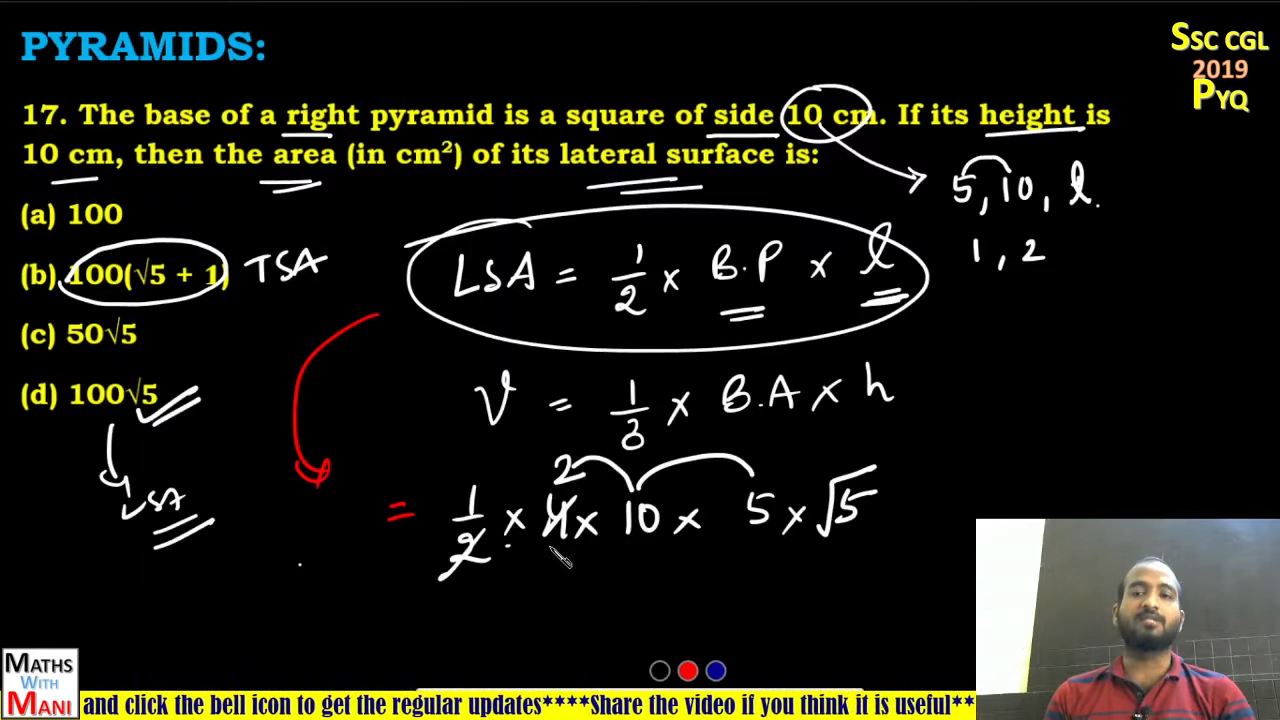 PYRAMIDS:
SSC CGL
2019
PYQ
17. The base of a right pyramid is a square of side 10 cm. If its height is
10 cm, then the area (in cm²) of its lateral surface is:
(a) 100
(b) 100(√5 + 1) TSA
(c) 50√5
(d) 100√5
LSA
5, 10, l.
1, 2
LSA = 1/2 × B.P × l
V = 1/3 × B.A × h
2
= 1/2 × 4 × 10 × 5 × √5
MATHS
WITH
MANI
and click the bell icon to get the regular updates****Share the video if you think it is useful**